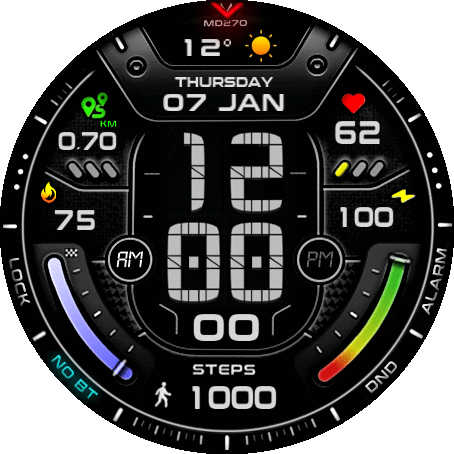 MD270
12°
THURSDAY
07 JAN
KM
0.70
62
75
100
12
00
AM
PM
00
LOCK
ALARM
NO BT
DND
STEPS
1000